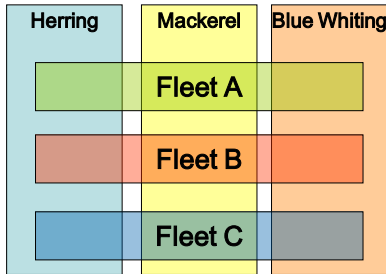 Herring
Mackerel
Blue Whiting
Fleet A
Fleet B
Fleet C